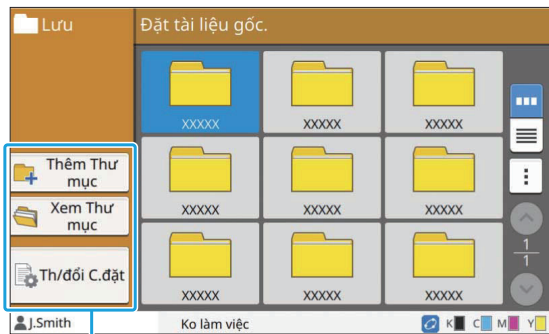 Lưu
Đặt tài liệu gốc.
XXXXX XXXXX XXXXX
Thêm Thư
mục
XXXXX XXXXX XXXXX
Xem Thư
mục
1
1
Th/đổi C.đặt
XXXXX XXXXX XXXXX
J.Smith Ko làm việc K C M Y